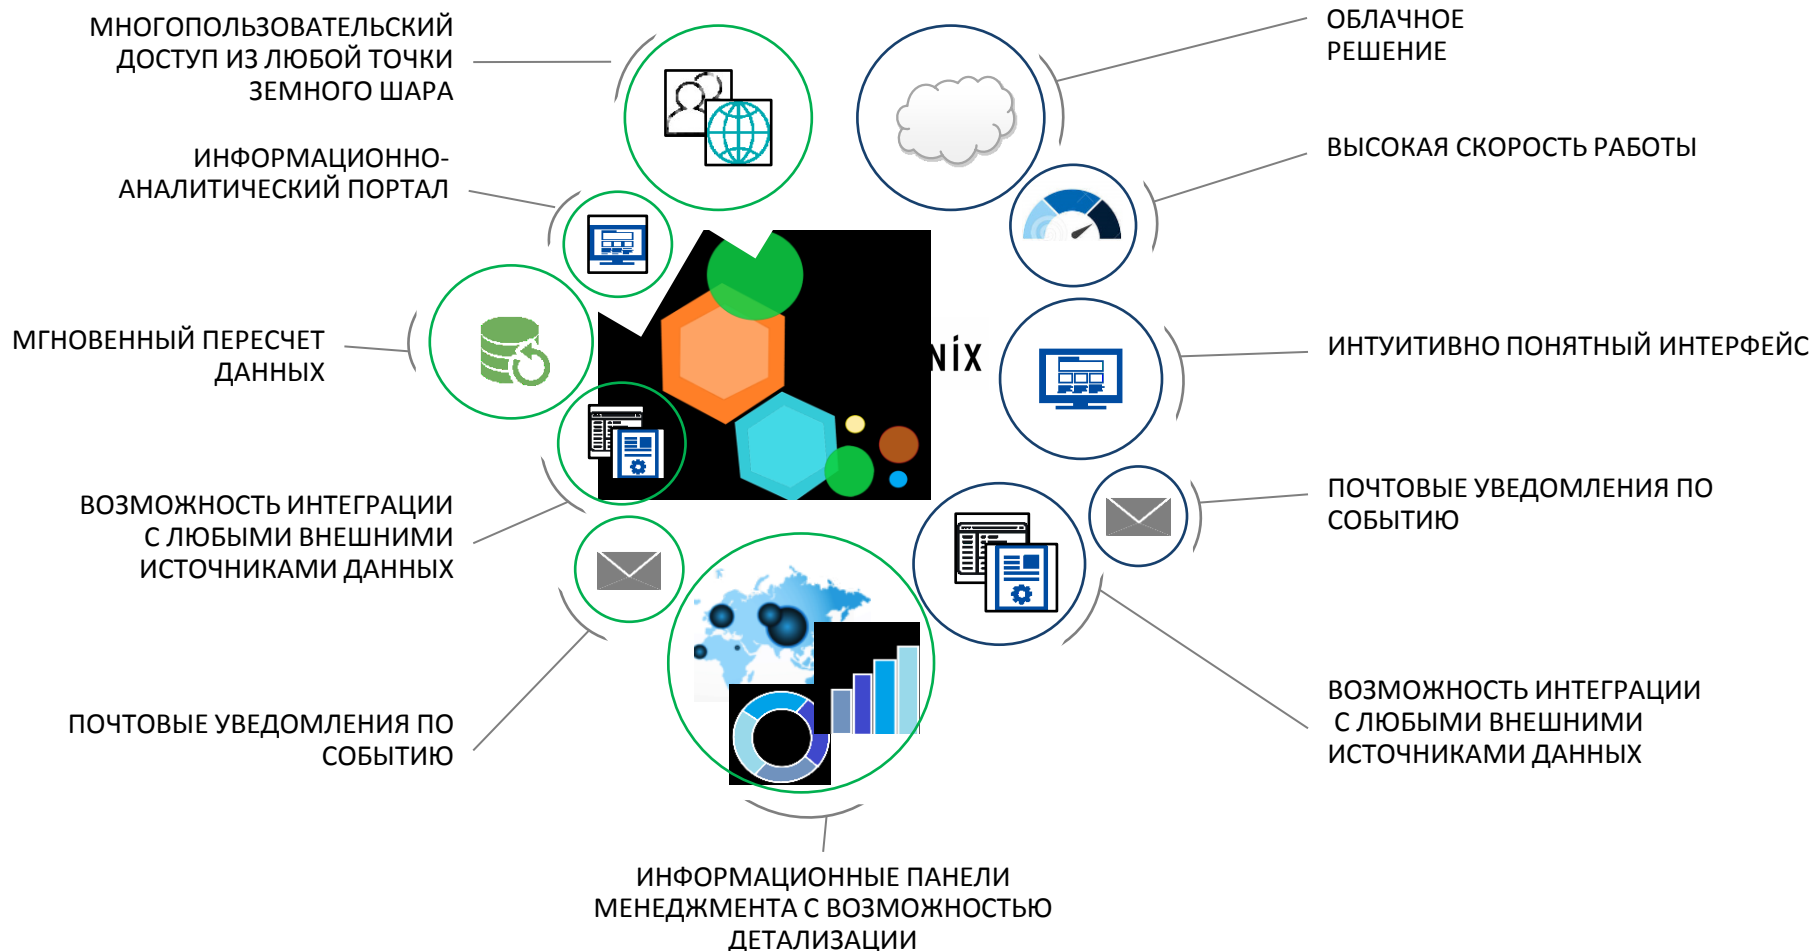 МНОГОПОЛЬЗОВАТЕЛЬСКИЙ
ДОСТУП ИЗ ЛЮБОЙ ТОЧКИ
ЗЕМНОГО ШАРА
ИНФОРМАЦИОННО-
АНАЛИТИЧЕСКИЙ ПОРТАЛ
МГНОВЕННЫЙ ПЕРЕСЧЕТ
ДАННЫХ
ВОЗМОЖНОСТЬ ИНТЕГРАЦИИ
С ЛЮБЫМИ ВНЕШНИМИ
ИСТОЧНИКАМИ ДАННЫХ
ПОЧТОВЫЕ УВЕДОМЛЕНИЯ ПО
СОБЫТИЮ
ИНФОРМАЦИОННЫЕ ПАНЕЛИ
МЕНЕДЖМЕНТА С ВОЗМОЖНОСТЬЮ
ДЕТАЛИЗАЦИИ
ОБЛАЧНОЕ
РЕШЕНИЕ
ВЫСОКАЯ СКОРОСТЬ РАБОТЫ
ИНТУИТИВНО ПОНЯТНЫЙ ИНТЕРФЕЙС
ПОЧТОВЫЕ УВЕДОМЛЕНИЯ ПО
СОБЫТИЮ
ВОЗМОЖНОСТЬ ИНТЕГРАЦИИ
С ЛЮБЫМИ ВНЕШНИМИ
ИСТОЧНИКАМИ ДАННЫХ